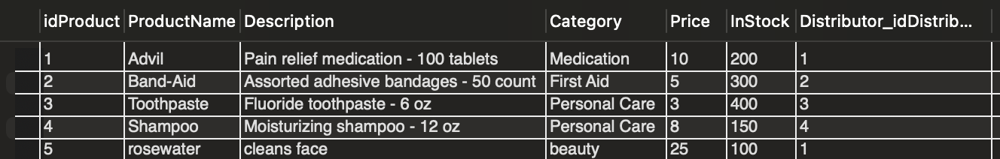 idProduct ProductName Description Category Price InStock Distributor_idDistrib...
1 Advil Pain relief medication - 100 tablets Medication 10 200 1
2 Band-Aid Assorted adhesive bandages - 50 count First Aid 5 300 2
3 Toothpaste Fluoride toothpaste - 6 oz Personal Care 3 400 3
4 Shampoo Moisturizing shampoo - 12 oz Personal Care 8 150 4
5 rosewater cleans face beauty 25 100 1